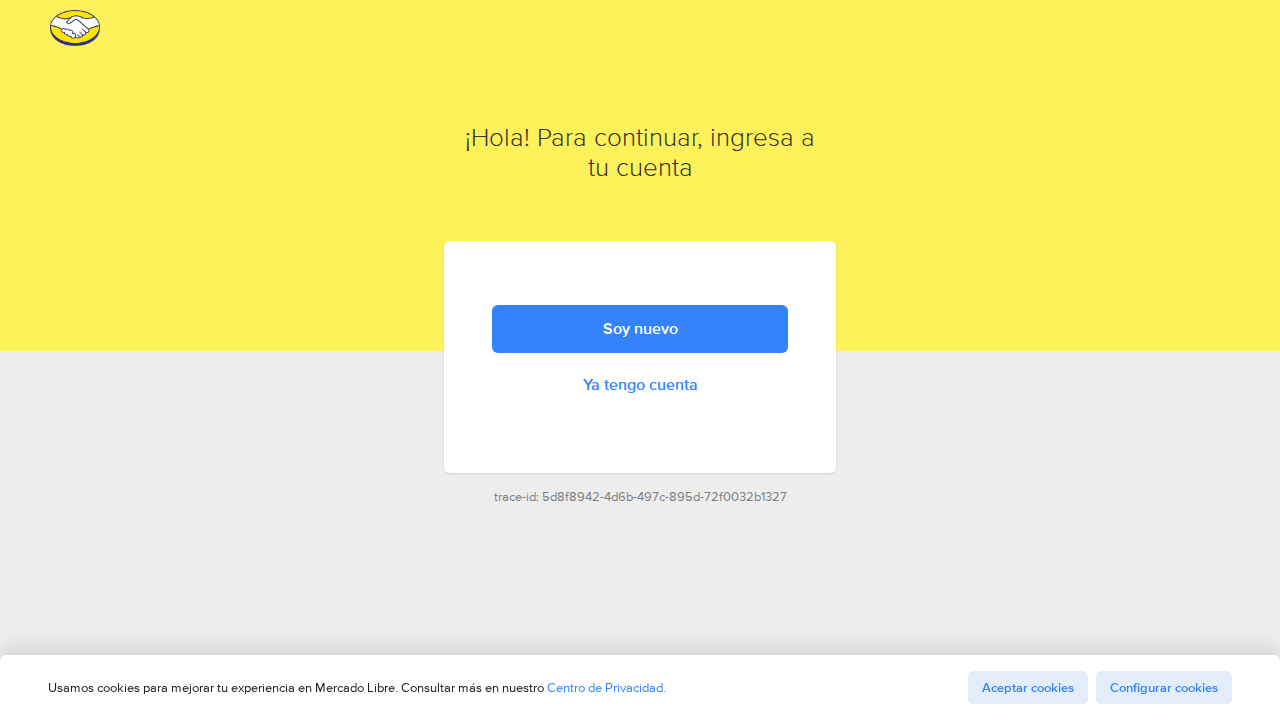 ¡Hola! Para continuar, ingresa a
tu cuenta
Soy nuevo
Ya tengo cuenta
trace-id: 5d8f8942-4d6b-497c-895d-72f0032b1327
Usamos cookies para mejorar tu experiencia en Mercado Libre. Consultar más en nuestro Centro de Privacidad.
Aceptar cookies
Configurar cookies